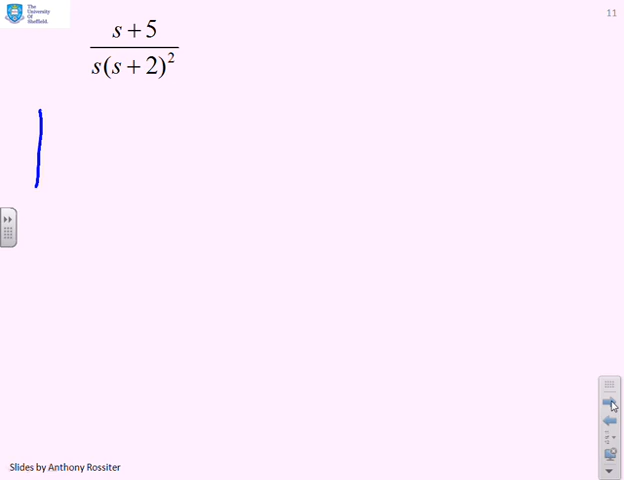 The
University
Of
Sheffield.
11
s + 5
s(s + 2)²
Slides by Anthony Rossiter